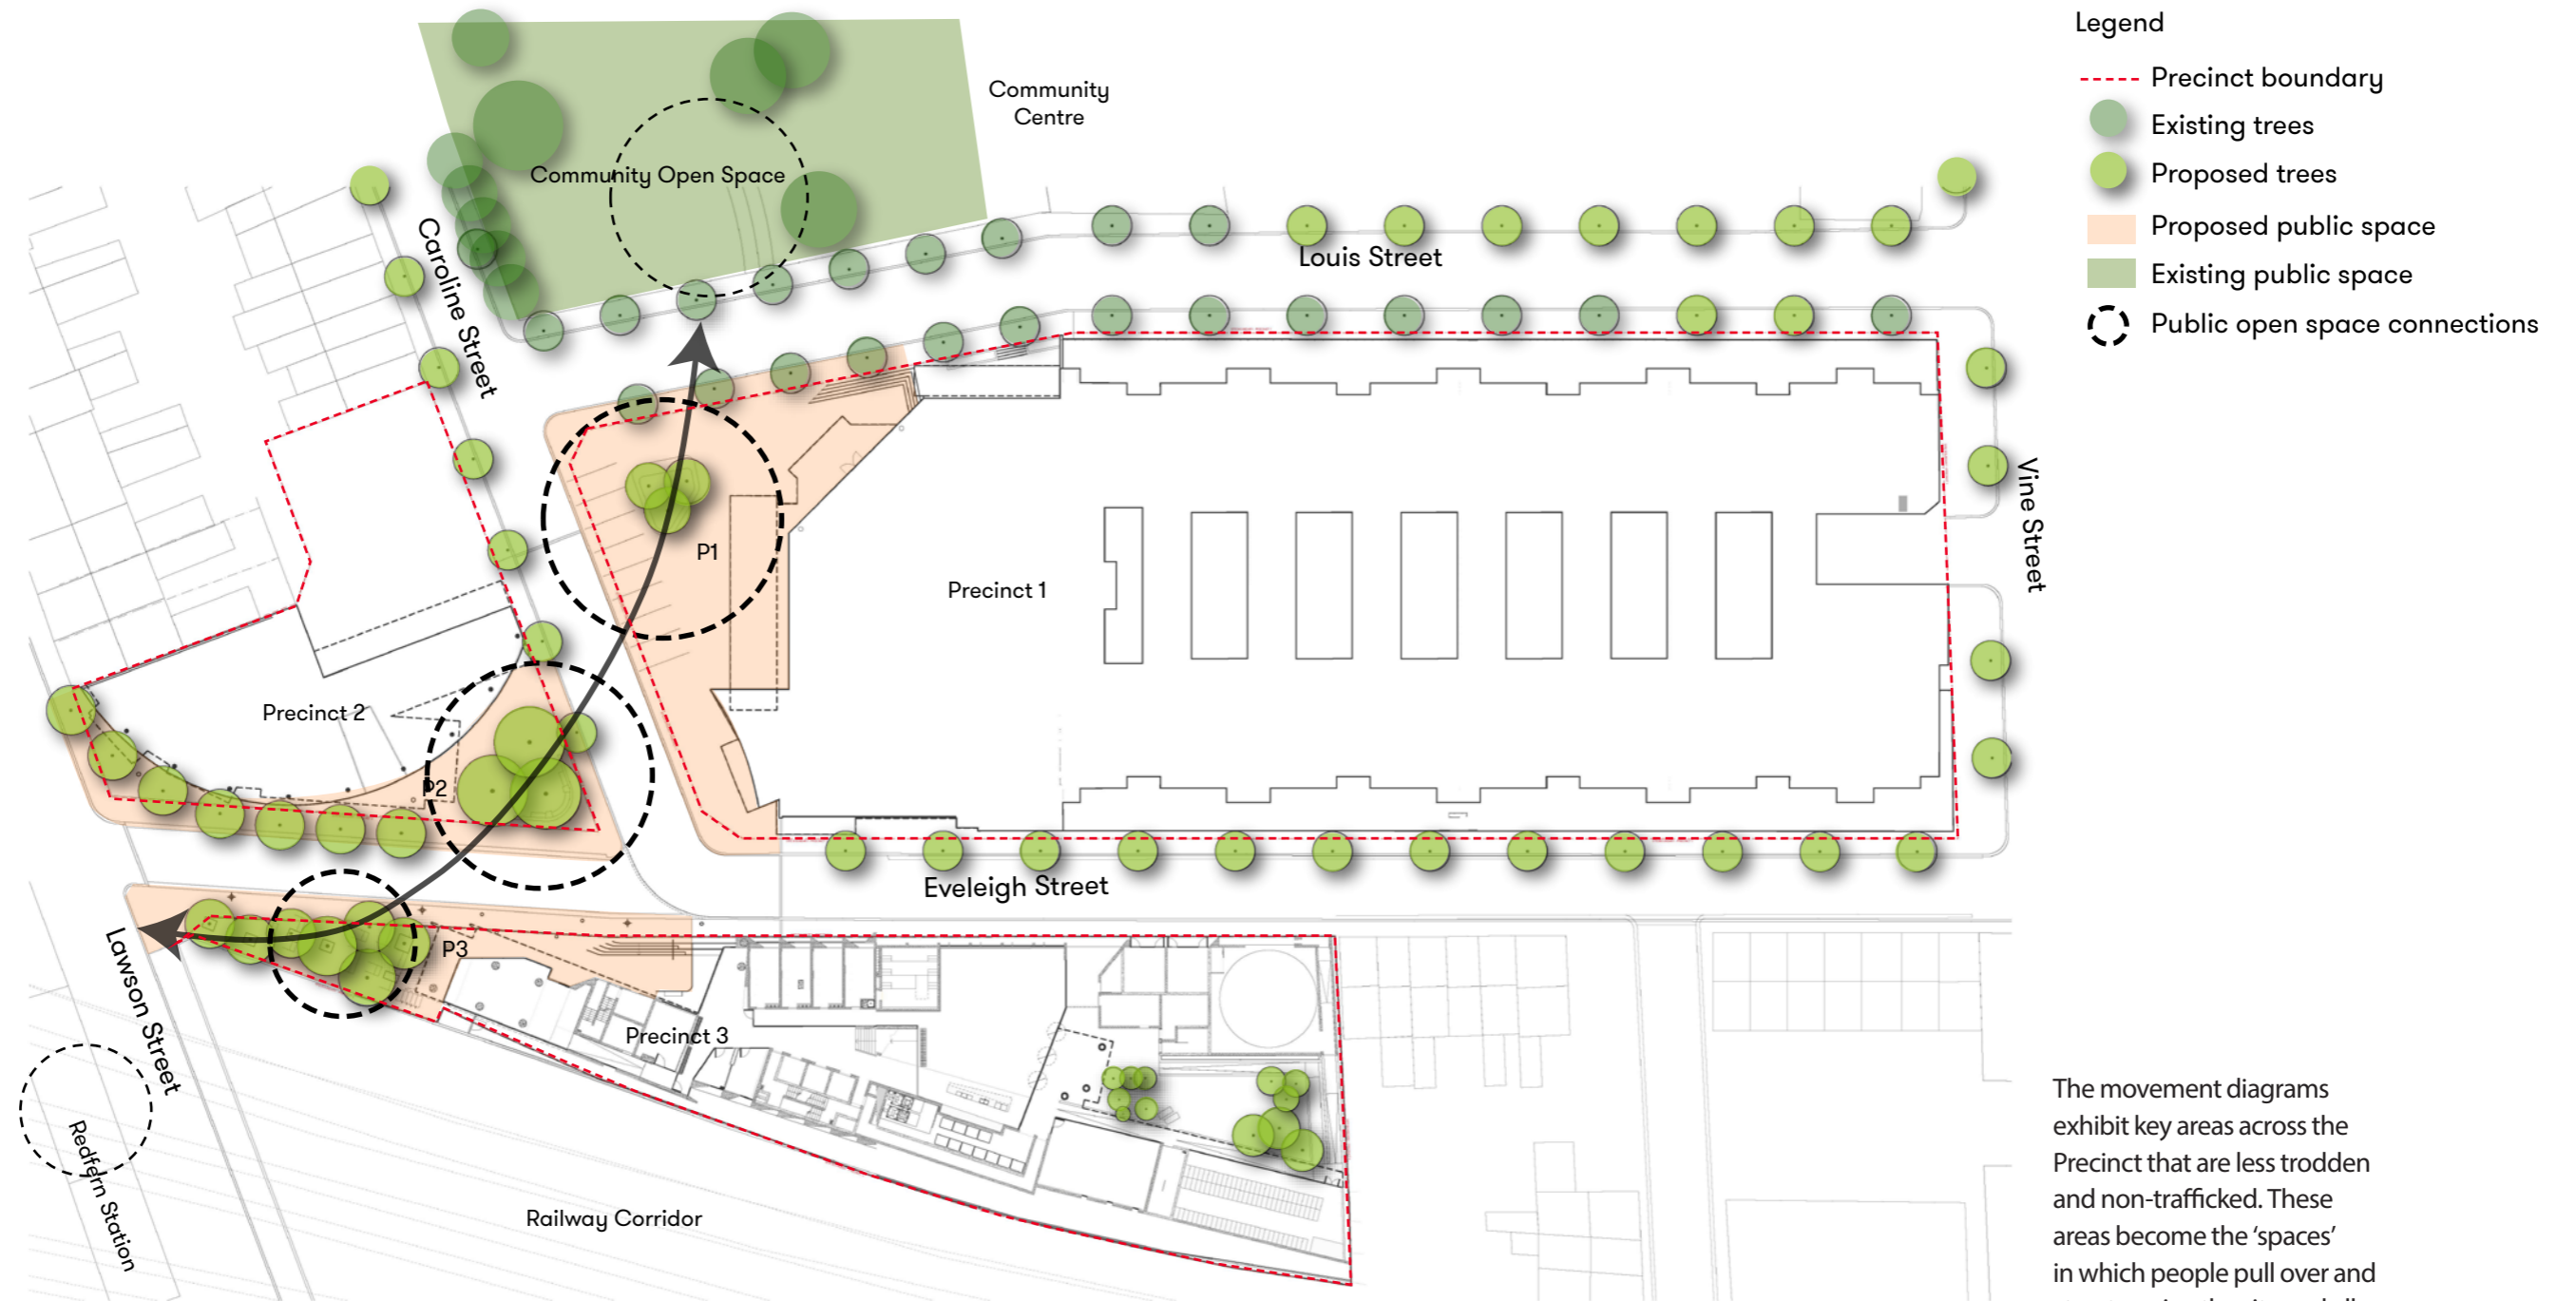 Legend
Precinct boundary
Existing trees
Proposed trees
Proposed public space
Existing public space
Public open space connections
Community
Centre
Community Open Space
Caroline Street
Louis Street
Vine Street
P1
Precinct 1
Precinct 2
P2
Eveleigh Street
P3
Lawson Street
Precinct 3
Redfern Station
Railway Corridor
The movement diagrams
exhibit key areas across the
Precinct that are less trodden
and non-trafficked. These
areas become the ‘spaces’
in which people pull over and